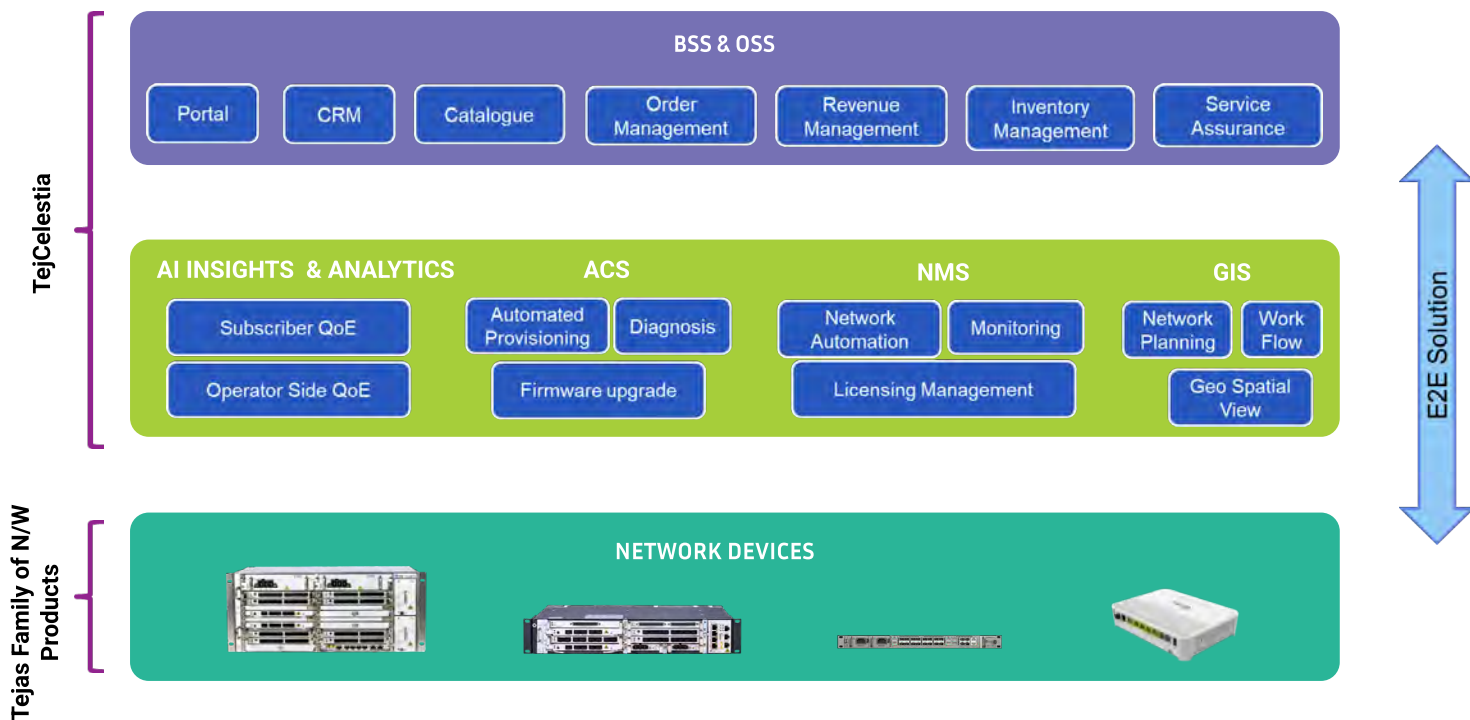 BSS & OSS
Portal
CRM
Catalogue
Order
Management
Revenue
Management
Inventory
Management
Service
Assurance
TejCelestia
AI INSIGHTS & ANALYTICS
Subscriber QoE
Operator Side QoE
ACS
Automated
Provisioning
Diagnosis
Firmware upgrade
NMS
Network
Automation
Monitoring
Licensing Management
GIS
Network
Planning
Work
Flow
Geo Spatial
View
E2E Solution
Tejas Family of N/W
Products
NETWORK DEVICES